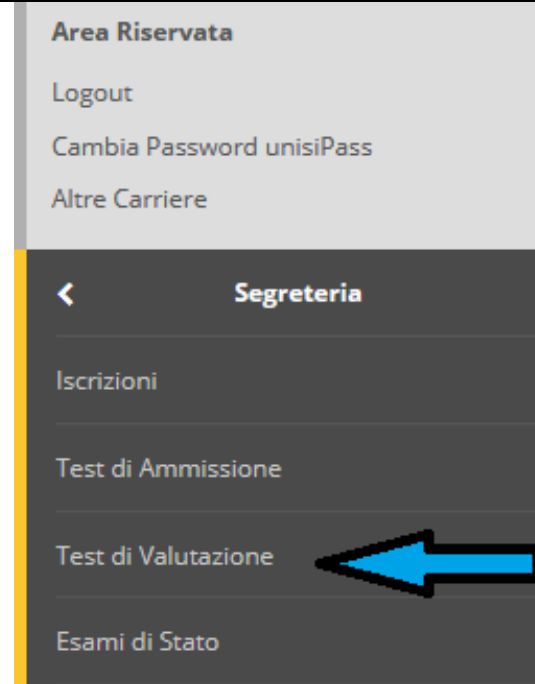 Area Riservata
Logout
Cambia Password unisiPass
Altre Carriere
Segreteria
Iscrizioni
Test di Ammissione
Test di Valutazione
Esami di Stato